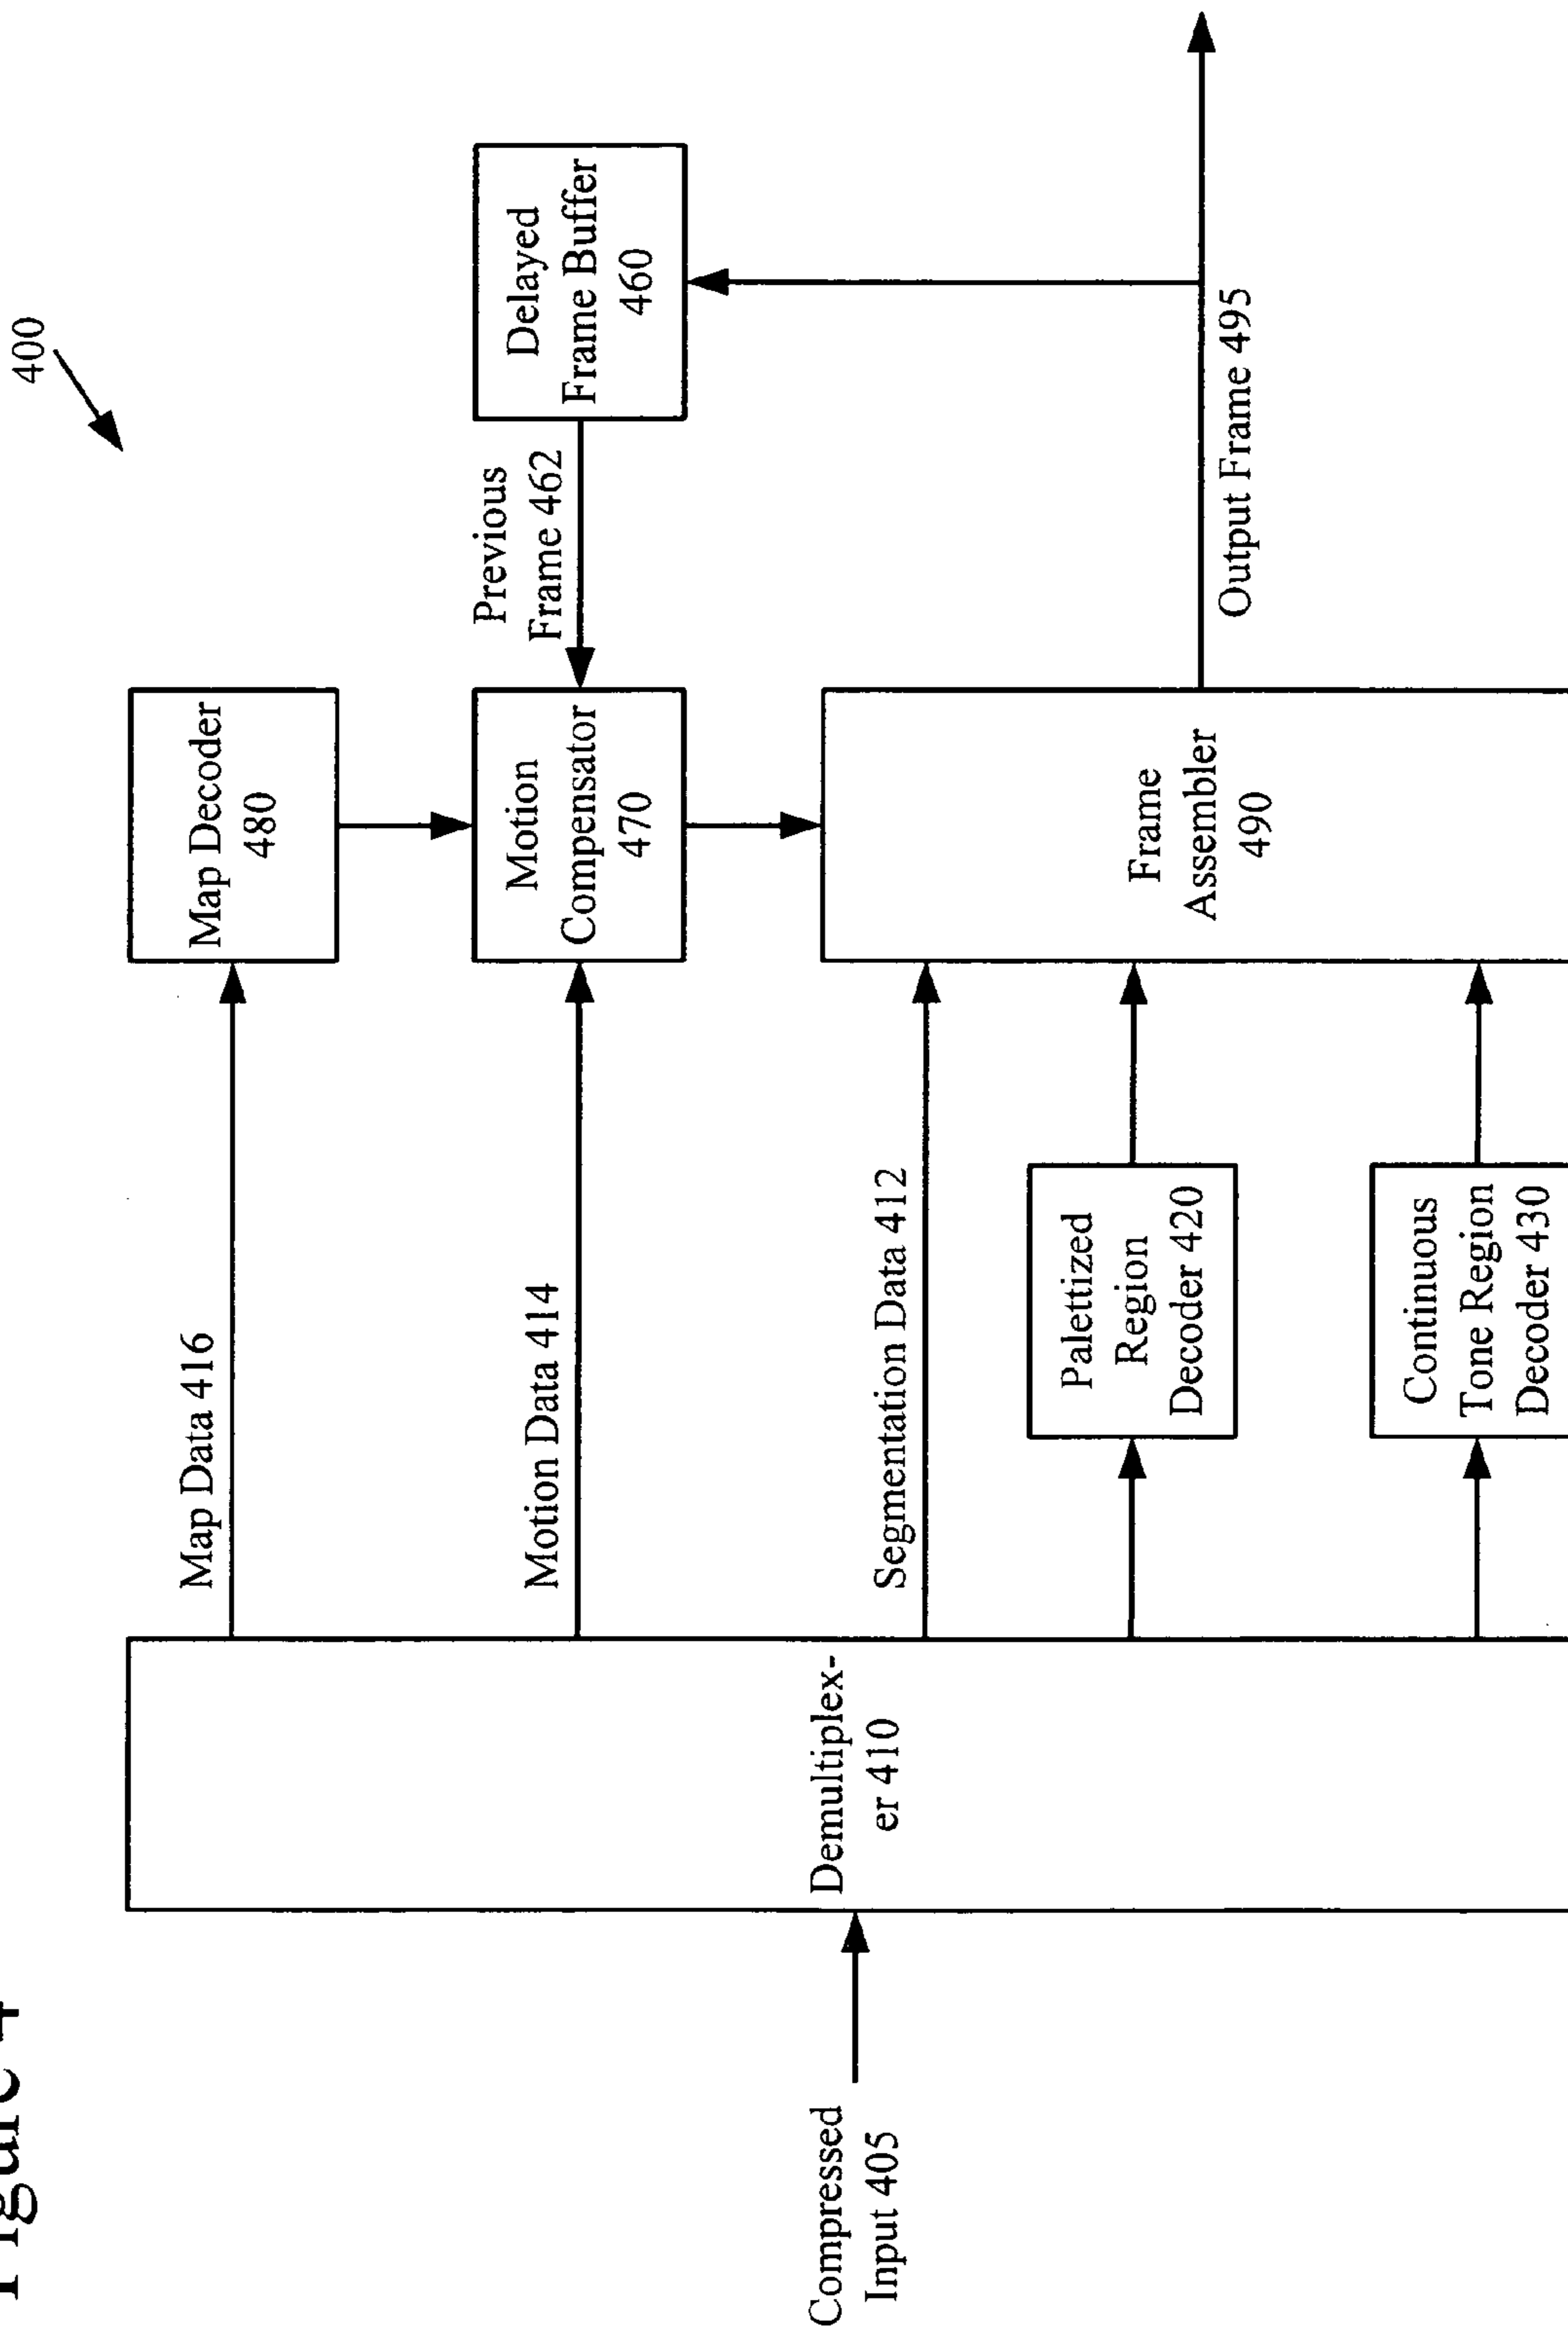 Figure 4
400
Map Data 416
Map Decoder
480
Motion Data 414
Motion
Compensator
470
Previous
Frame 462
Delayed
Frame Buffer
460
Compressed
Input 405
Demultiplex-
er 410
Segmentation Data 412
Palettized
Region
Decoder 420
Continuous
Tone Region
Decoder 430
Frame
Assembler
490
Output Frame 495